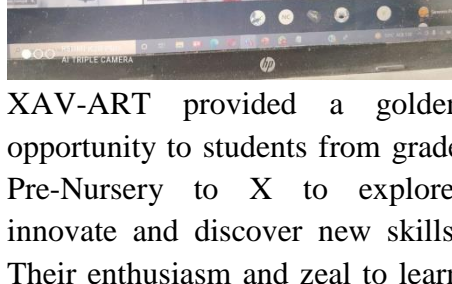 AI TRIPLE CAMERA
hp
XAV-ART provided a golden
opportunity to students from grade
Pre-Nursery to X to explore
innovate and discover new skills
Their enthusiasm and zeal to learn